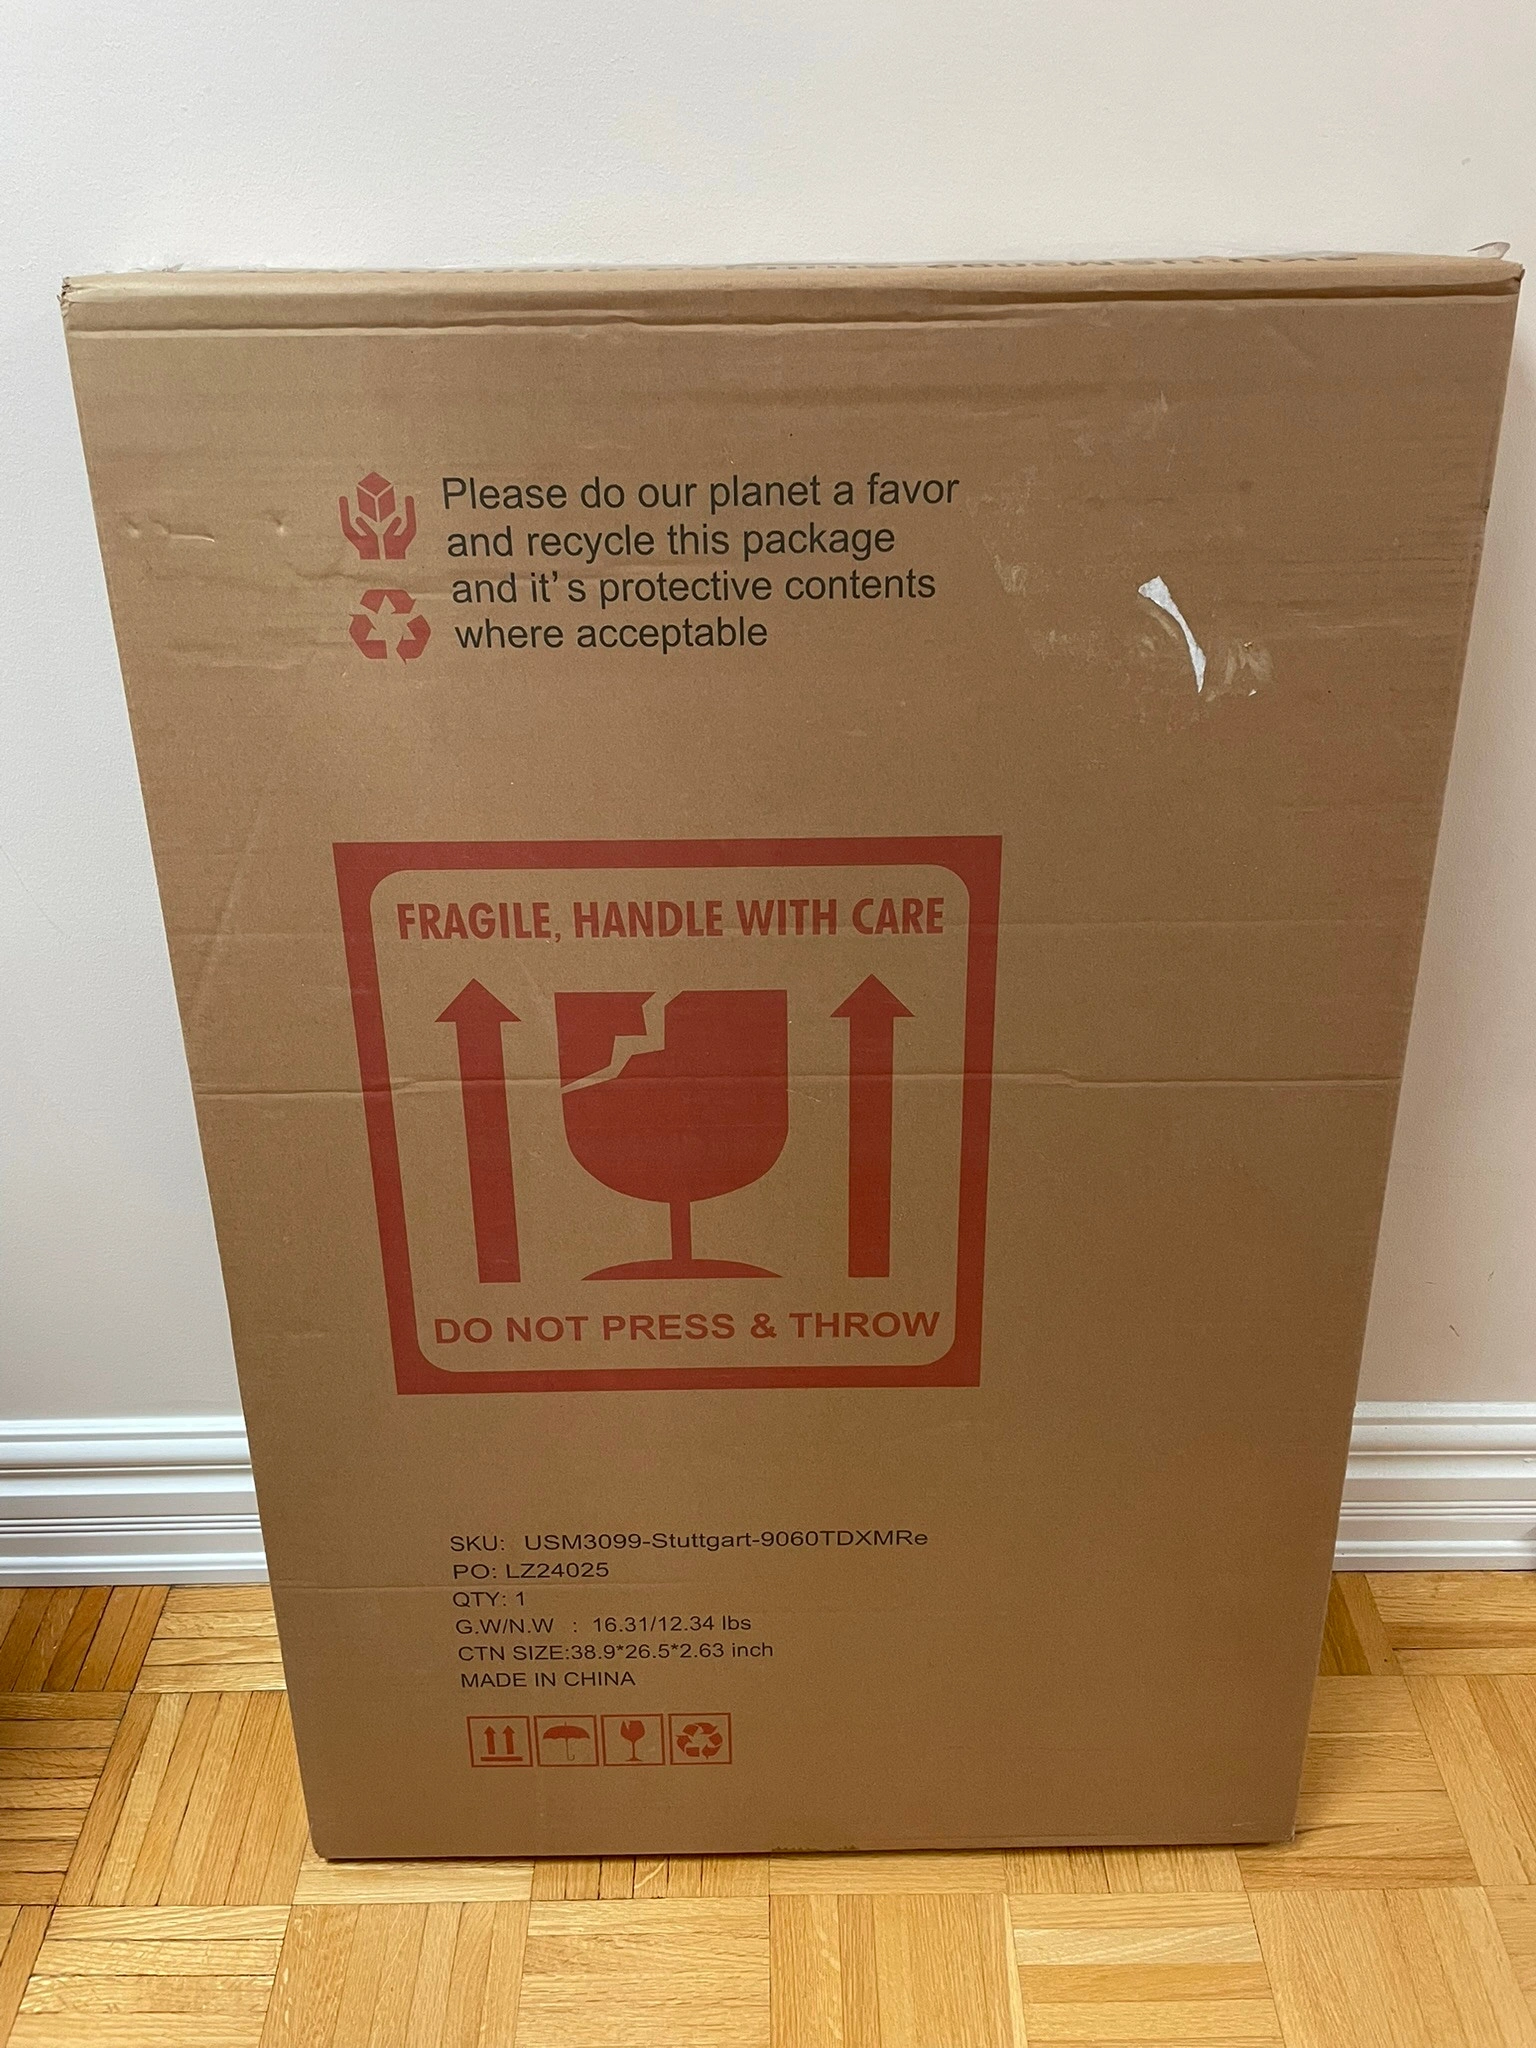 Please do our planet a favor
and recycle this package
and it's protective contents
where acceptable
FRAGILE, HANDLE WITH CARE
DO NOT PRESS & THROW
SKU: USM3099-Stuttgart-9060TDXMRe
PO: LZ24025
QTY: 1
G.W/N.W : 16.31/12.34 lbs
CTN SIZE:38.9*26.5*2.63 inch
MADE IN CHINA